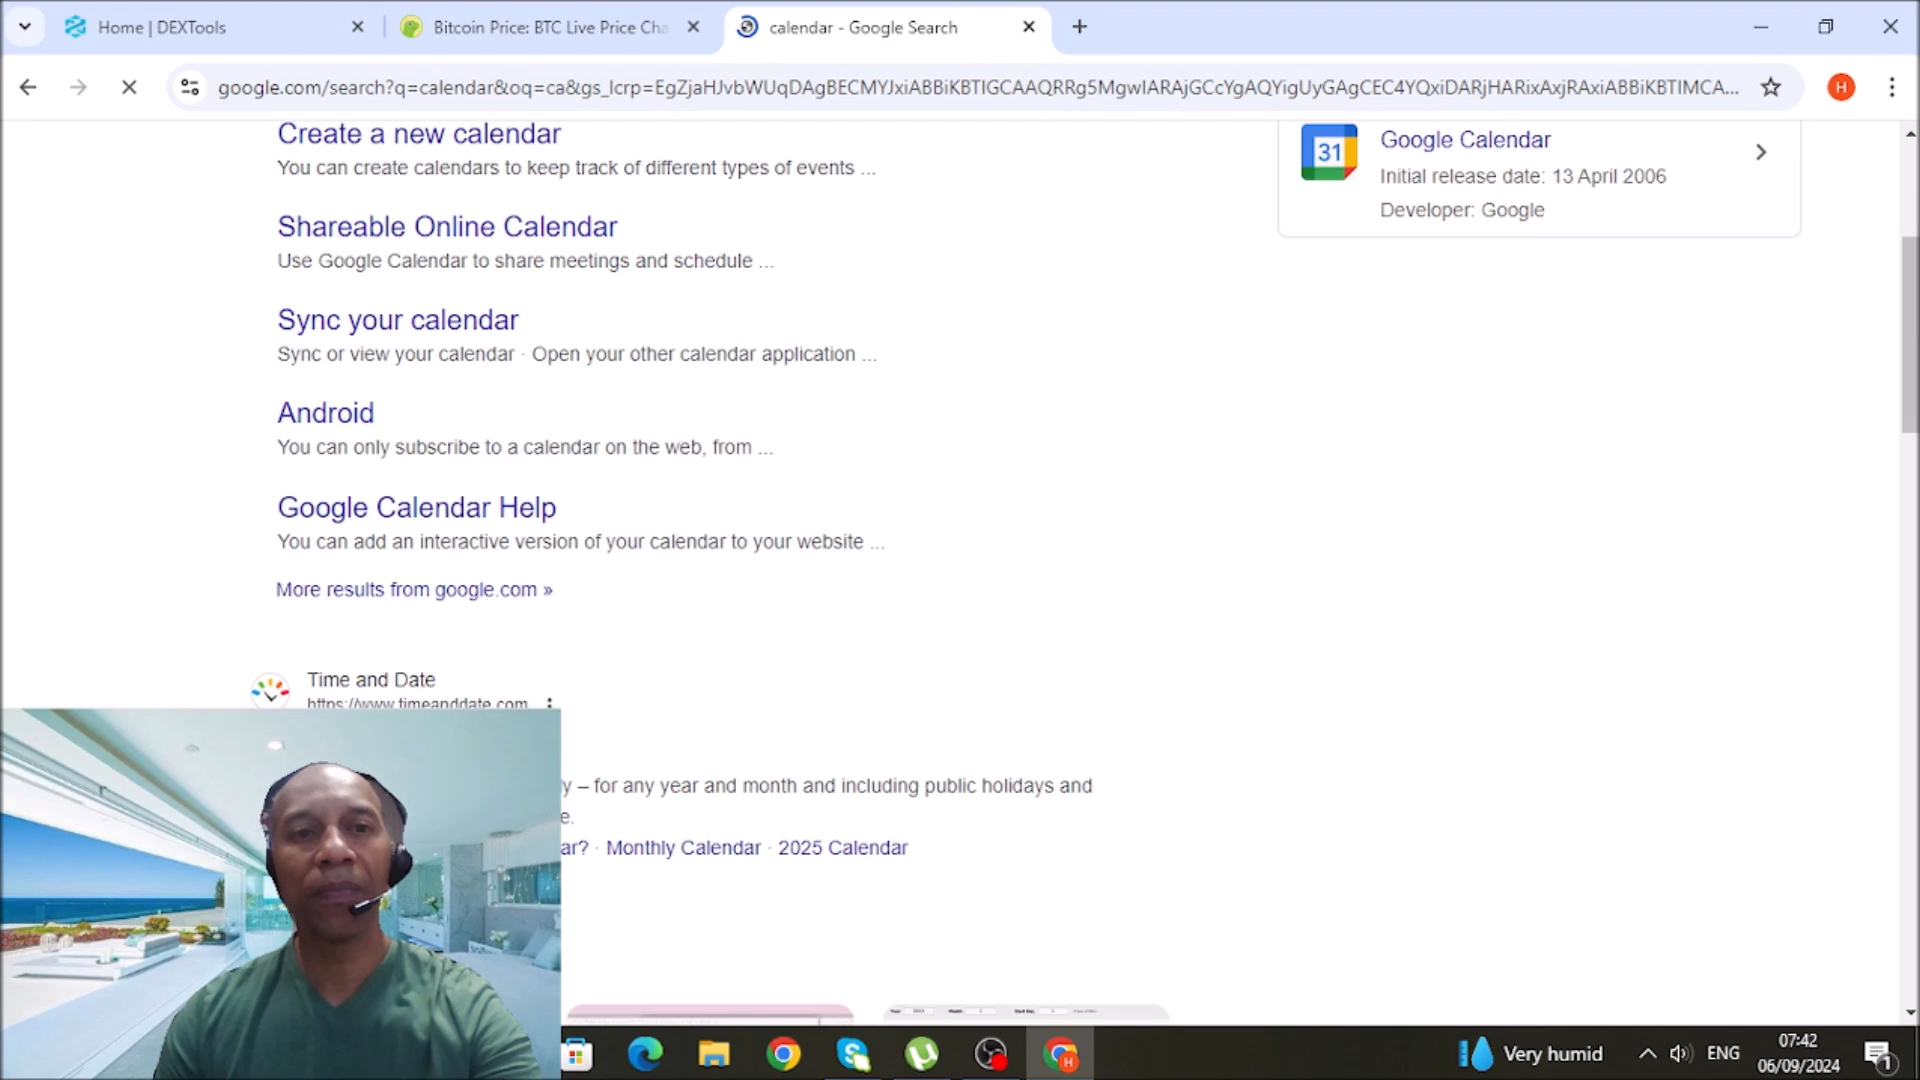 Home | DEXTools
Bitcoin Price: BTC Live Price Cha
calendar - Google Search
google.com/search?q=calendar&oq=ca&gs_lcrp=EgZjaHJvbWUqDAgBECMYJxiABBiKBTIGCAAQRRg5MgwIARAjGCcYgAQYigUyGAgCEC4YQxiDARjHARixAxjRAxiABBiKBTIMCA...
H
Create a new calendar
You can create calendars to keep track of different types of events ...
31
Google Calendar
Initial release date: 13 April 2006
Developer: Google
Shareable Online Calendar
Use Google Calendar to share meetings and schedule ...
Sync your calendar
Sync or view your calendar · Open your other calendar application ...
Android
You can only subscribe to a calendar on the web, from ...
Google Calendar Help
You can add an interactive version of your calendar to your website ...
More results from google.com »
Time and Date
https://www.timeanddate.com
y – for any year and month and including public holidays and
e.
ar? · Monthly Calendar · 2025 Calendar
Very humid
ENG
07:42
06/09/2024
1